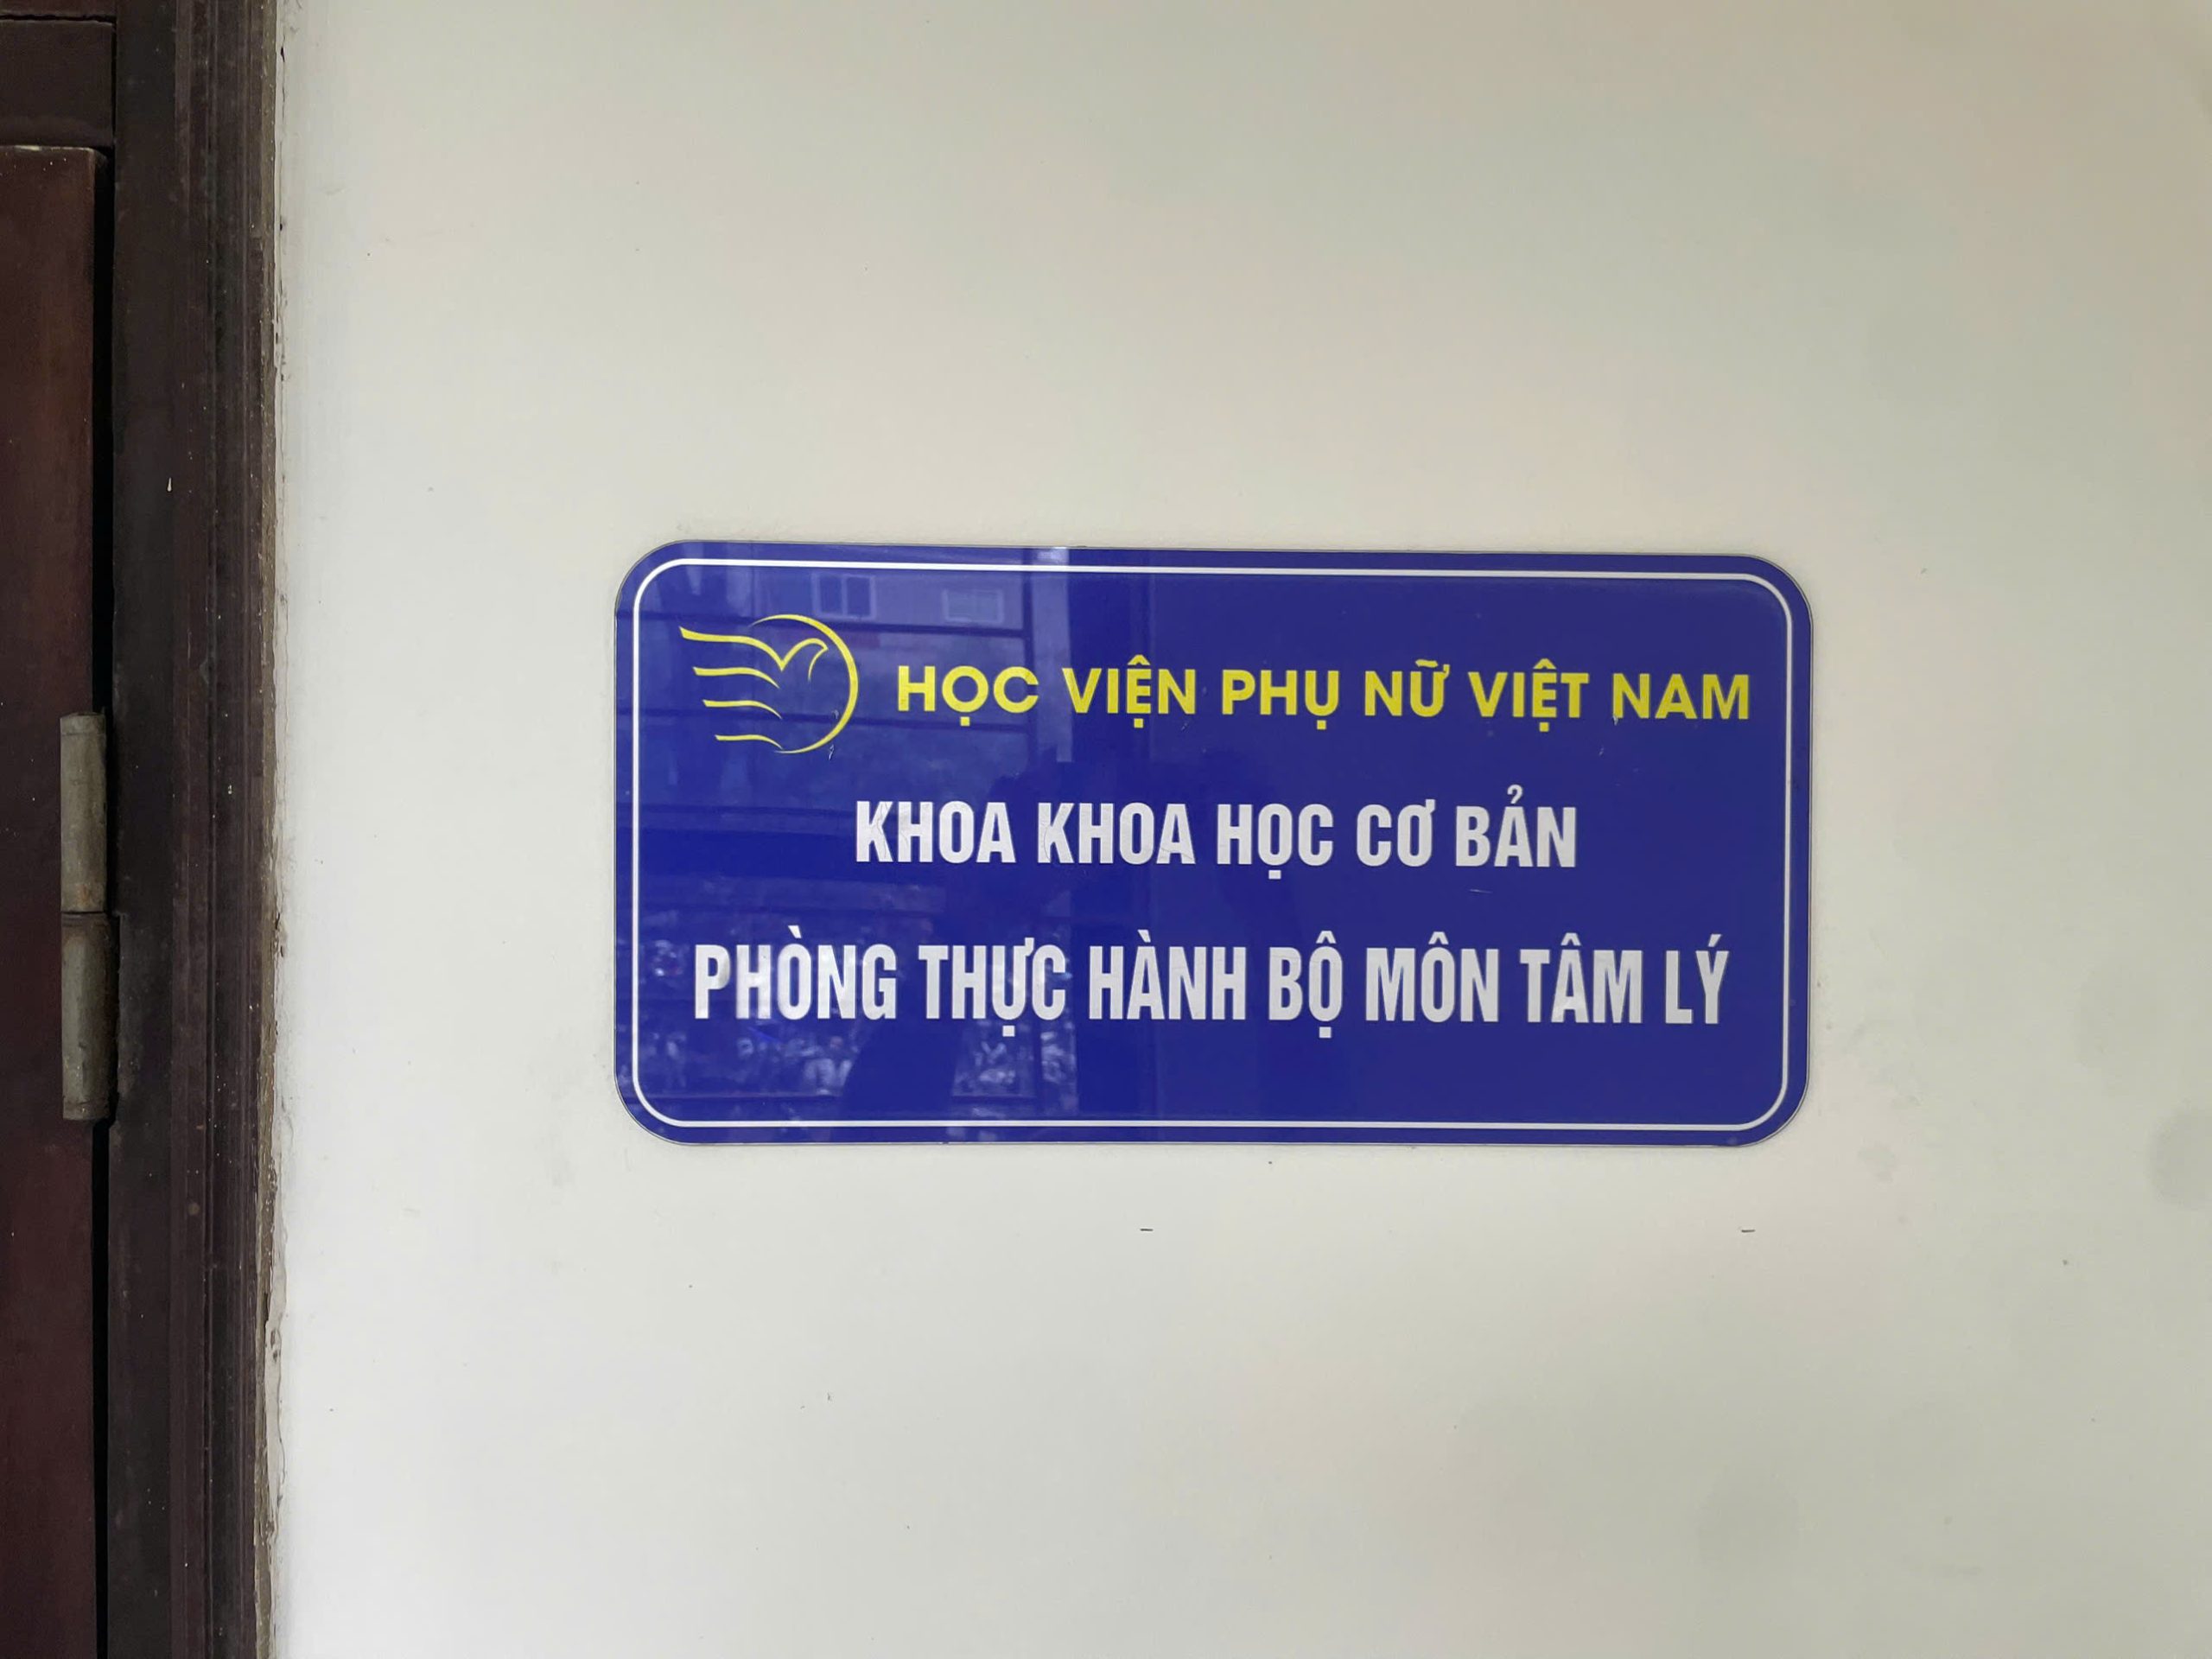 HỌC VIỆN PHỤ NỮ VIỆT NAM
KHOA KHOA HỌC CƠ BẢN
PHÒNG THỰC HÀNH BỘ MÔN TÂM LÝ